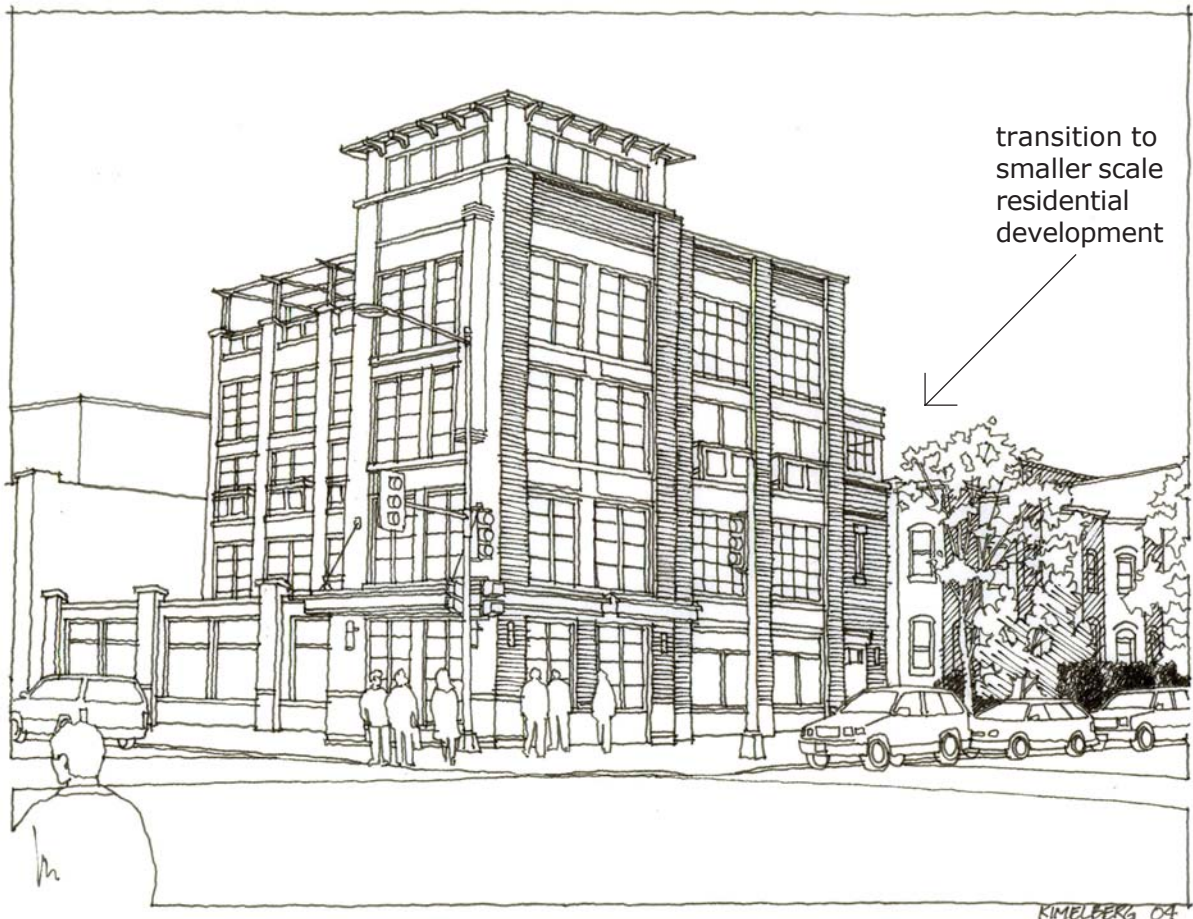 transition to
smaller scale
residential
development
KIMELBERG 04